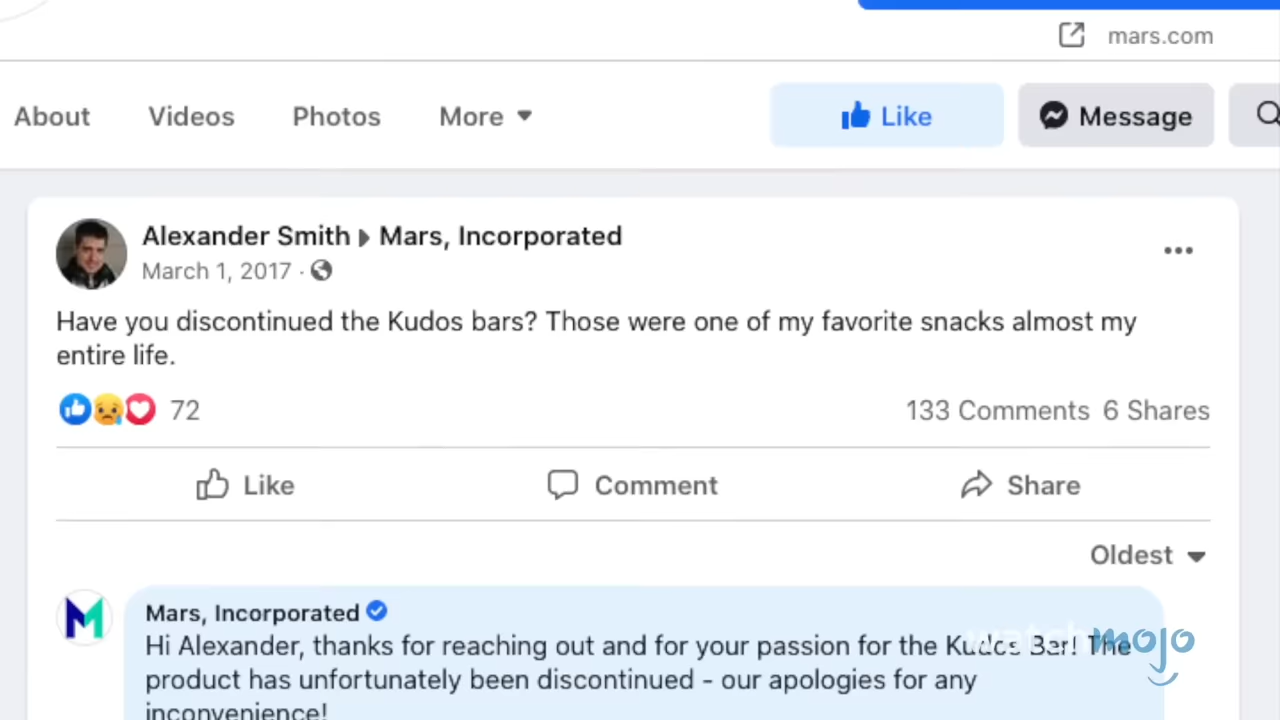 mars.com
About Videos Photos More Like Message
Alexander Smith Mars, Incorporated
March 1, 2017 ·
Have you discontinued the Kudos bars? Those were one of my favorite snacks almost my
entire life.
72 133 Comments 6 Shares
Like Comment Share
Oldest
Mars, Incorporated
Hi Alexander, thanks for reaching out and for your passion for the Kudos Bar! The
product has unfortunately been discontinued - our apologies for any
inconvenience!
watchmojo